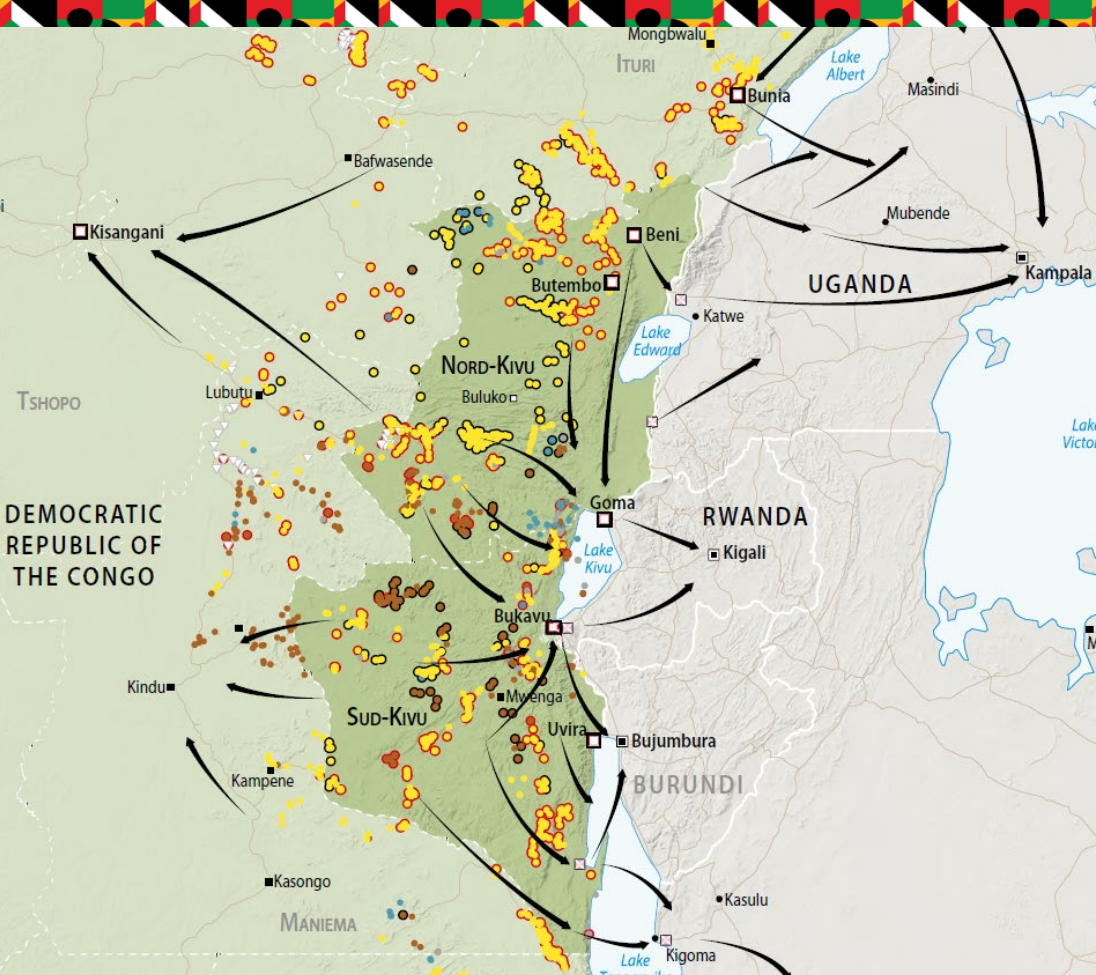 Mongbwalu
ITURI
Lake
Albert
Masindi
Bunia
Bafwasende
Mubende
Kisangani
Beni
Kampala
Butembo
UGANDA
Katwe
Lake
Edward
NORD-KIVU
Lubutu
Buluko
TSHOPO
Lake
Victor
Goma
DEMOCRATIC
REPUBLIC OF
THE CONGO
RWANDA
Kigali
Lake
Kivu
Bukavu
Kindu
Mwenga
SUD-KIVU
Uvira
Bujumbura
BURUNDI
Kampene
Kasongo
Kasulu
MANIEMA
Kigoma
Lake